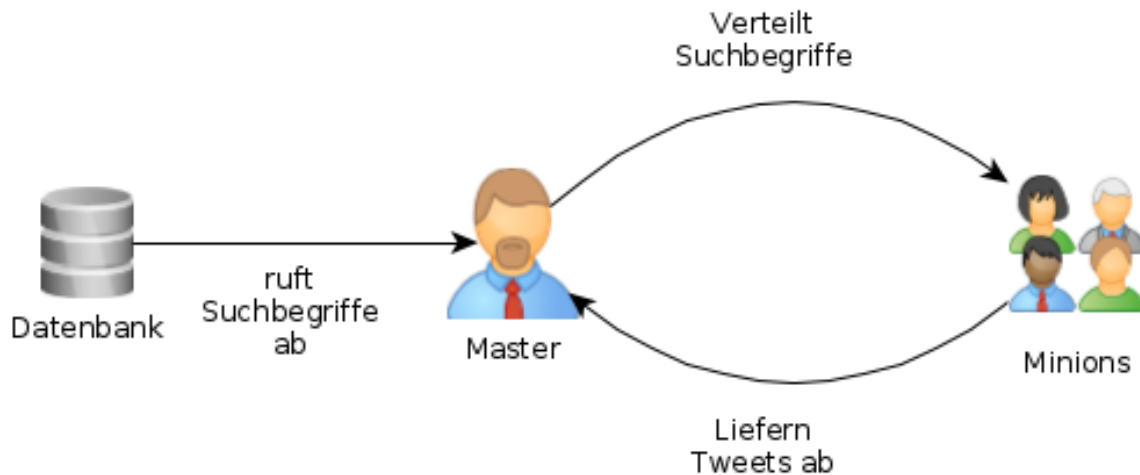 Verteilt
Suchbegriffe
Datenbank
ruft
Suchbegriffe
ab
Master
Minions
Liefern
Tweets ab